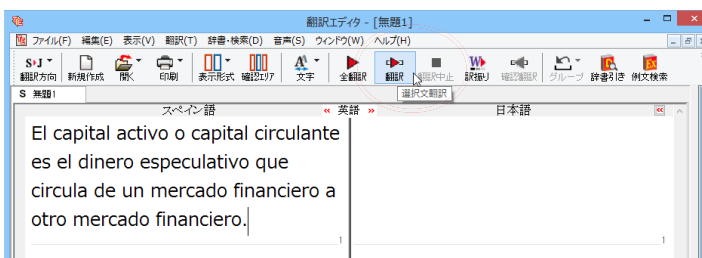 翻訳エディタ - [無題1]
ファイル(F) 編集(E) 表示(V) 翻訳(T) 辞書・検索(D) 音声(S) ウィンドウ(W) ヘルプ(H)
S›J
翻訳方向 新規作成 開く 印刷 表示形式 確認エリア 文字 全翻訳 翻訳 翻訳中止 訳振り 確認翻訳 グループ 辞書引き 例文検索
選択文翻訳
S 無題1
スペイン語 « 英語 » 日本語 «
El capital activo o capital circulante
es el dinero especulativo que
circula de un mercado financiero a
otro mercado financiero.
1 1